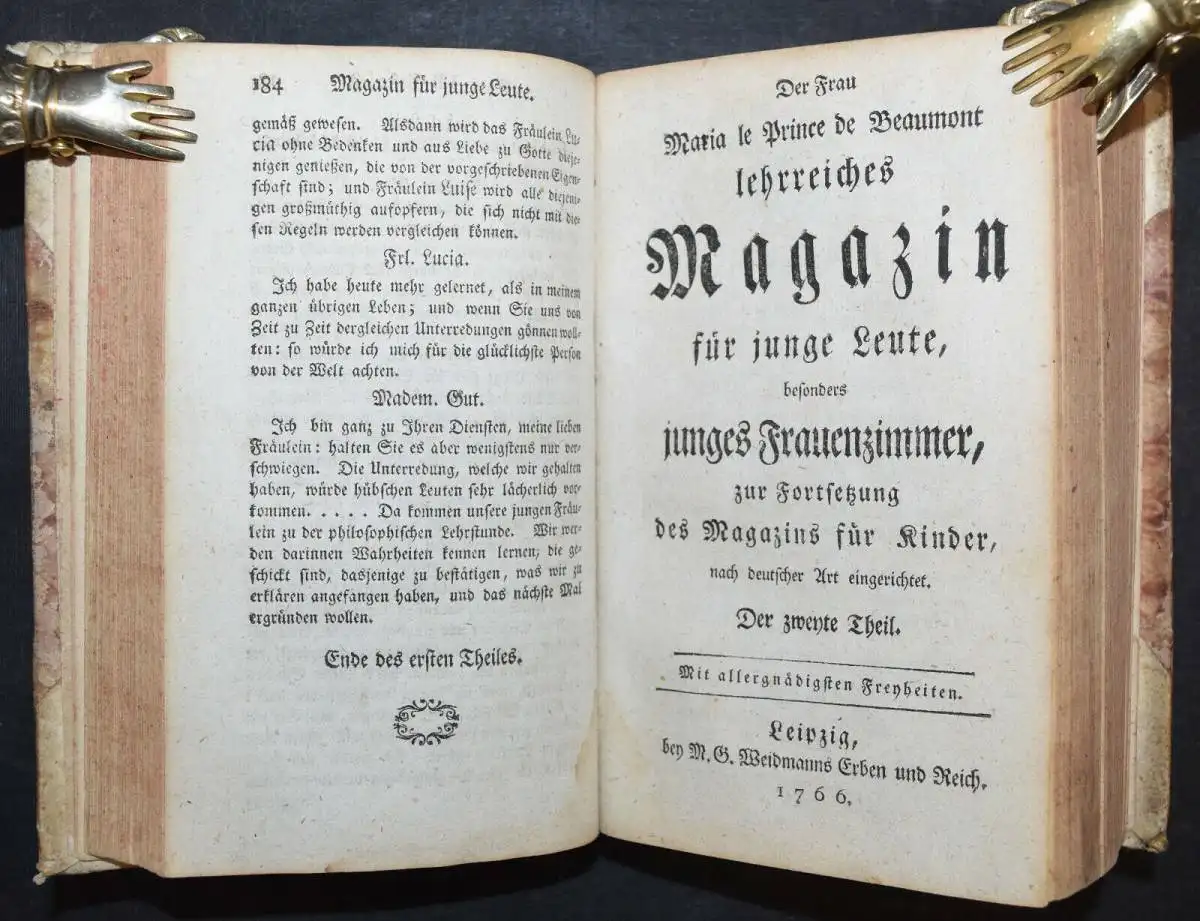 184 Magazin für junge Leute.
gemäß gewesen. Alsdann wird das Fräulein Lu-
cia ohne Bedenken und aus Liebe zu Gotte dieje-
nigen genießen, die von der vorgeschriebenen Eigen-
schaft sind; und Fräulein Luise wird alle diejeni-
gen großmüthig aufopfern, die sich nicht mit die-
sen Regeln werden vergleichen können.
Frl. Lucia.
Ich habe heute mehr gelernet, als in meinem
ganzen übrigen Leben; und wenn Sie uns von
Zeit zu Zeit dergleichen Unterredungen gönnen woll-
ten: so würde ich mich für die glücklichste Person
von der Welt achten.
Madem. Gut.
Ich bin ganz zu Ihren Diensten, meine lieben
Fräulein: halten Sie es aber wenigstens nur ver-
schwiegen. Die Unterredung, welche wir gehalten
haben, würde hübschen Leuten sehr lächerlich vor-
kommen. . . . . Da kommen unsere jungen Fräu-
lein zu der philosophischen Lehrstunde. Wir wer-
den darinnen Wahrheiten kennen lernen, die ge-
schickt sind, dasjenige zu bestätigen, was wir zu
erklären angefangen haben, und das nächste Mal
ergründen wollen.
Ende des ersten Theiles.
Der Frau
Maria le Prince de Beaumont
lehrreiches
Magazin
für junge Leute,
besonders
junges Frauenzimmer,
zur Fortsetzung
des Magazins für Kinder,
nach deutscher Art eingerichtet.
Der zweyte Theil.
Mit allergnädigsten Freyheiten.
Leipzig,
bey M. G. Weidmanns Erben und Reich.
1766.